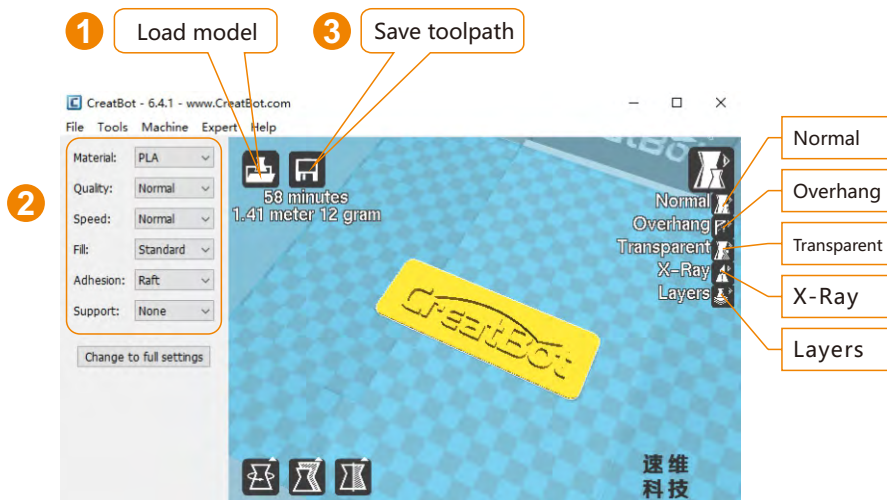 1
Load model
3
Save toolpath
CreatBot - 6.4.1 - www.CreatBot.com
File Tools Machine Expert Help
2
Material: PLA
Quality: Normal
Speed: Normal
Fill: Standard
Adhesion: Raft
Support: None
Change to full settings
58 minutes
1.41 meter 12 gram
Normal
Overhang
Transparent
X-Ray
Layers
Normal
Overhang
Transparent
X-Ray
Layers
CreatBot
速维
科技